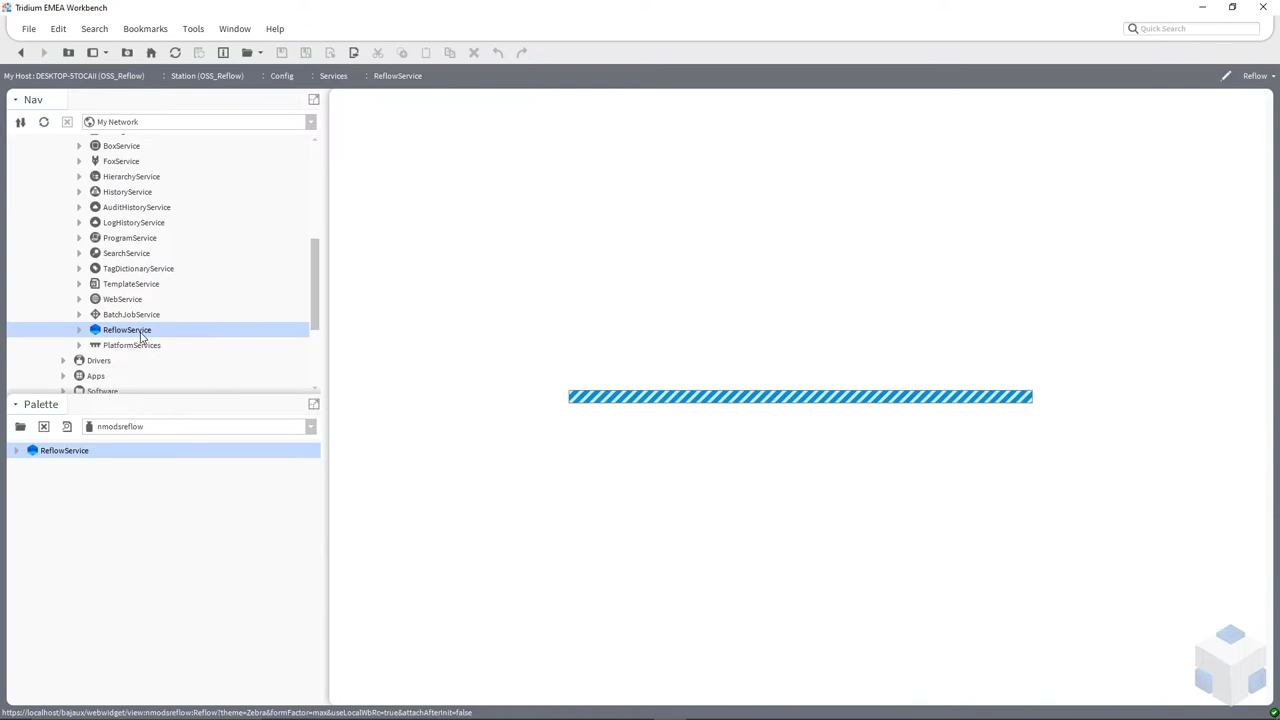 Tridium EMEA Workbench
File Edit Search Bookmarks Tools Window Help
Quick Search
My Host : DESKTOP-5TOCAII (OSS_Reflow) : Station (OSS_Reflow) : Config : Services : ReflowService
Reflow
Nav
My Network
BoxService
FoxService
HierarchyService
HistoryService
AuditHistoryService
LogHistoryService
ProgramService
SearchService
TagDictionaryService
TemplateService
WebService
BatchJobService
ReflowService
PlatformServices
Drivers
Apps
Software
Palette
nmodsreflow
ReflowService
https://localhost/bajaux/webwidget/view:nmodsreflow:Reflow?theme=Zebra&formFactor=max&useLocalWbRc=true&attachAfterInit=false